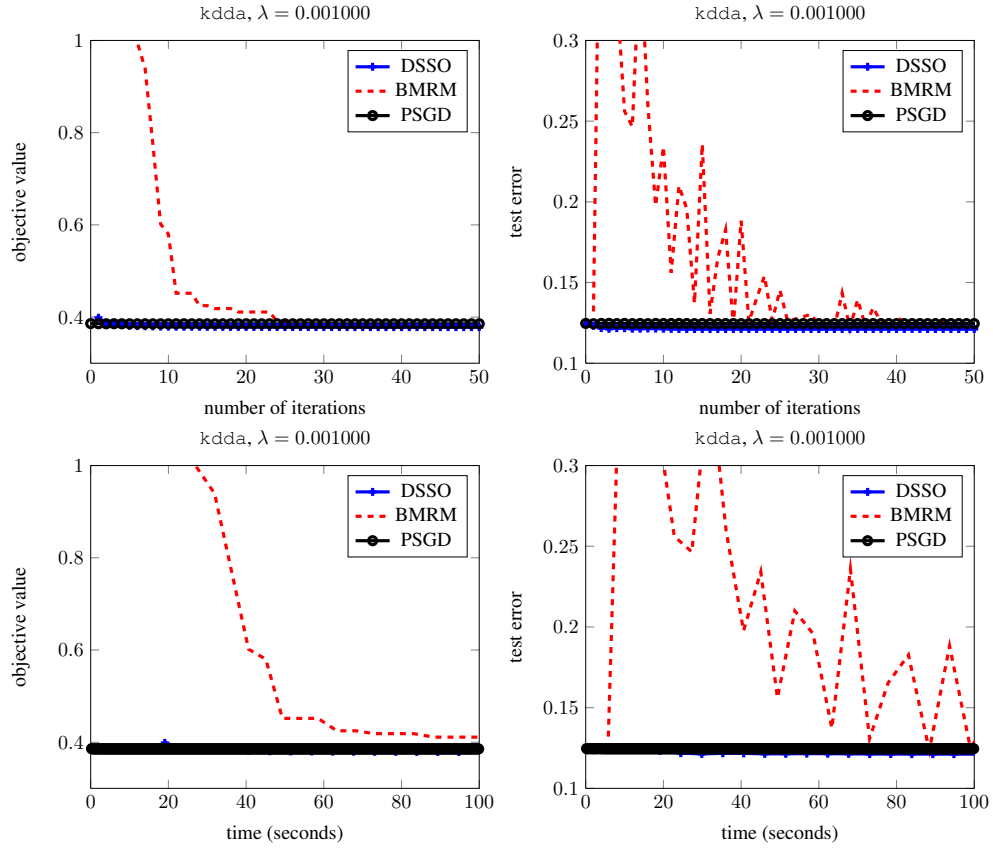 kdda, λ = 0.001000
1
0.8
0.6
0.4
0
10
20
30
40
50
objective value
number of iterations
DSSO
BMRM
PSGD
kdda, λ = 0.001000
0.3
0.25
0.2
0.15
0.1
0
10
20
30
40
50
test error
number of iterations
DSSO
BMRM
PSGD
kdda, λ = 0.001000
1
0.8
0.6
0.4
0
20
40
60
80
100
objective value
time (seconds)
DSSO
BMRM
PSGD
kdda, λ = 0.001000
0.3
0.25
0.2
0.15
0.1
0
20
40
60
80
100
test error
time (seconds)
DSSO
BMRM
PSGD